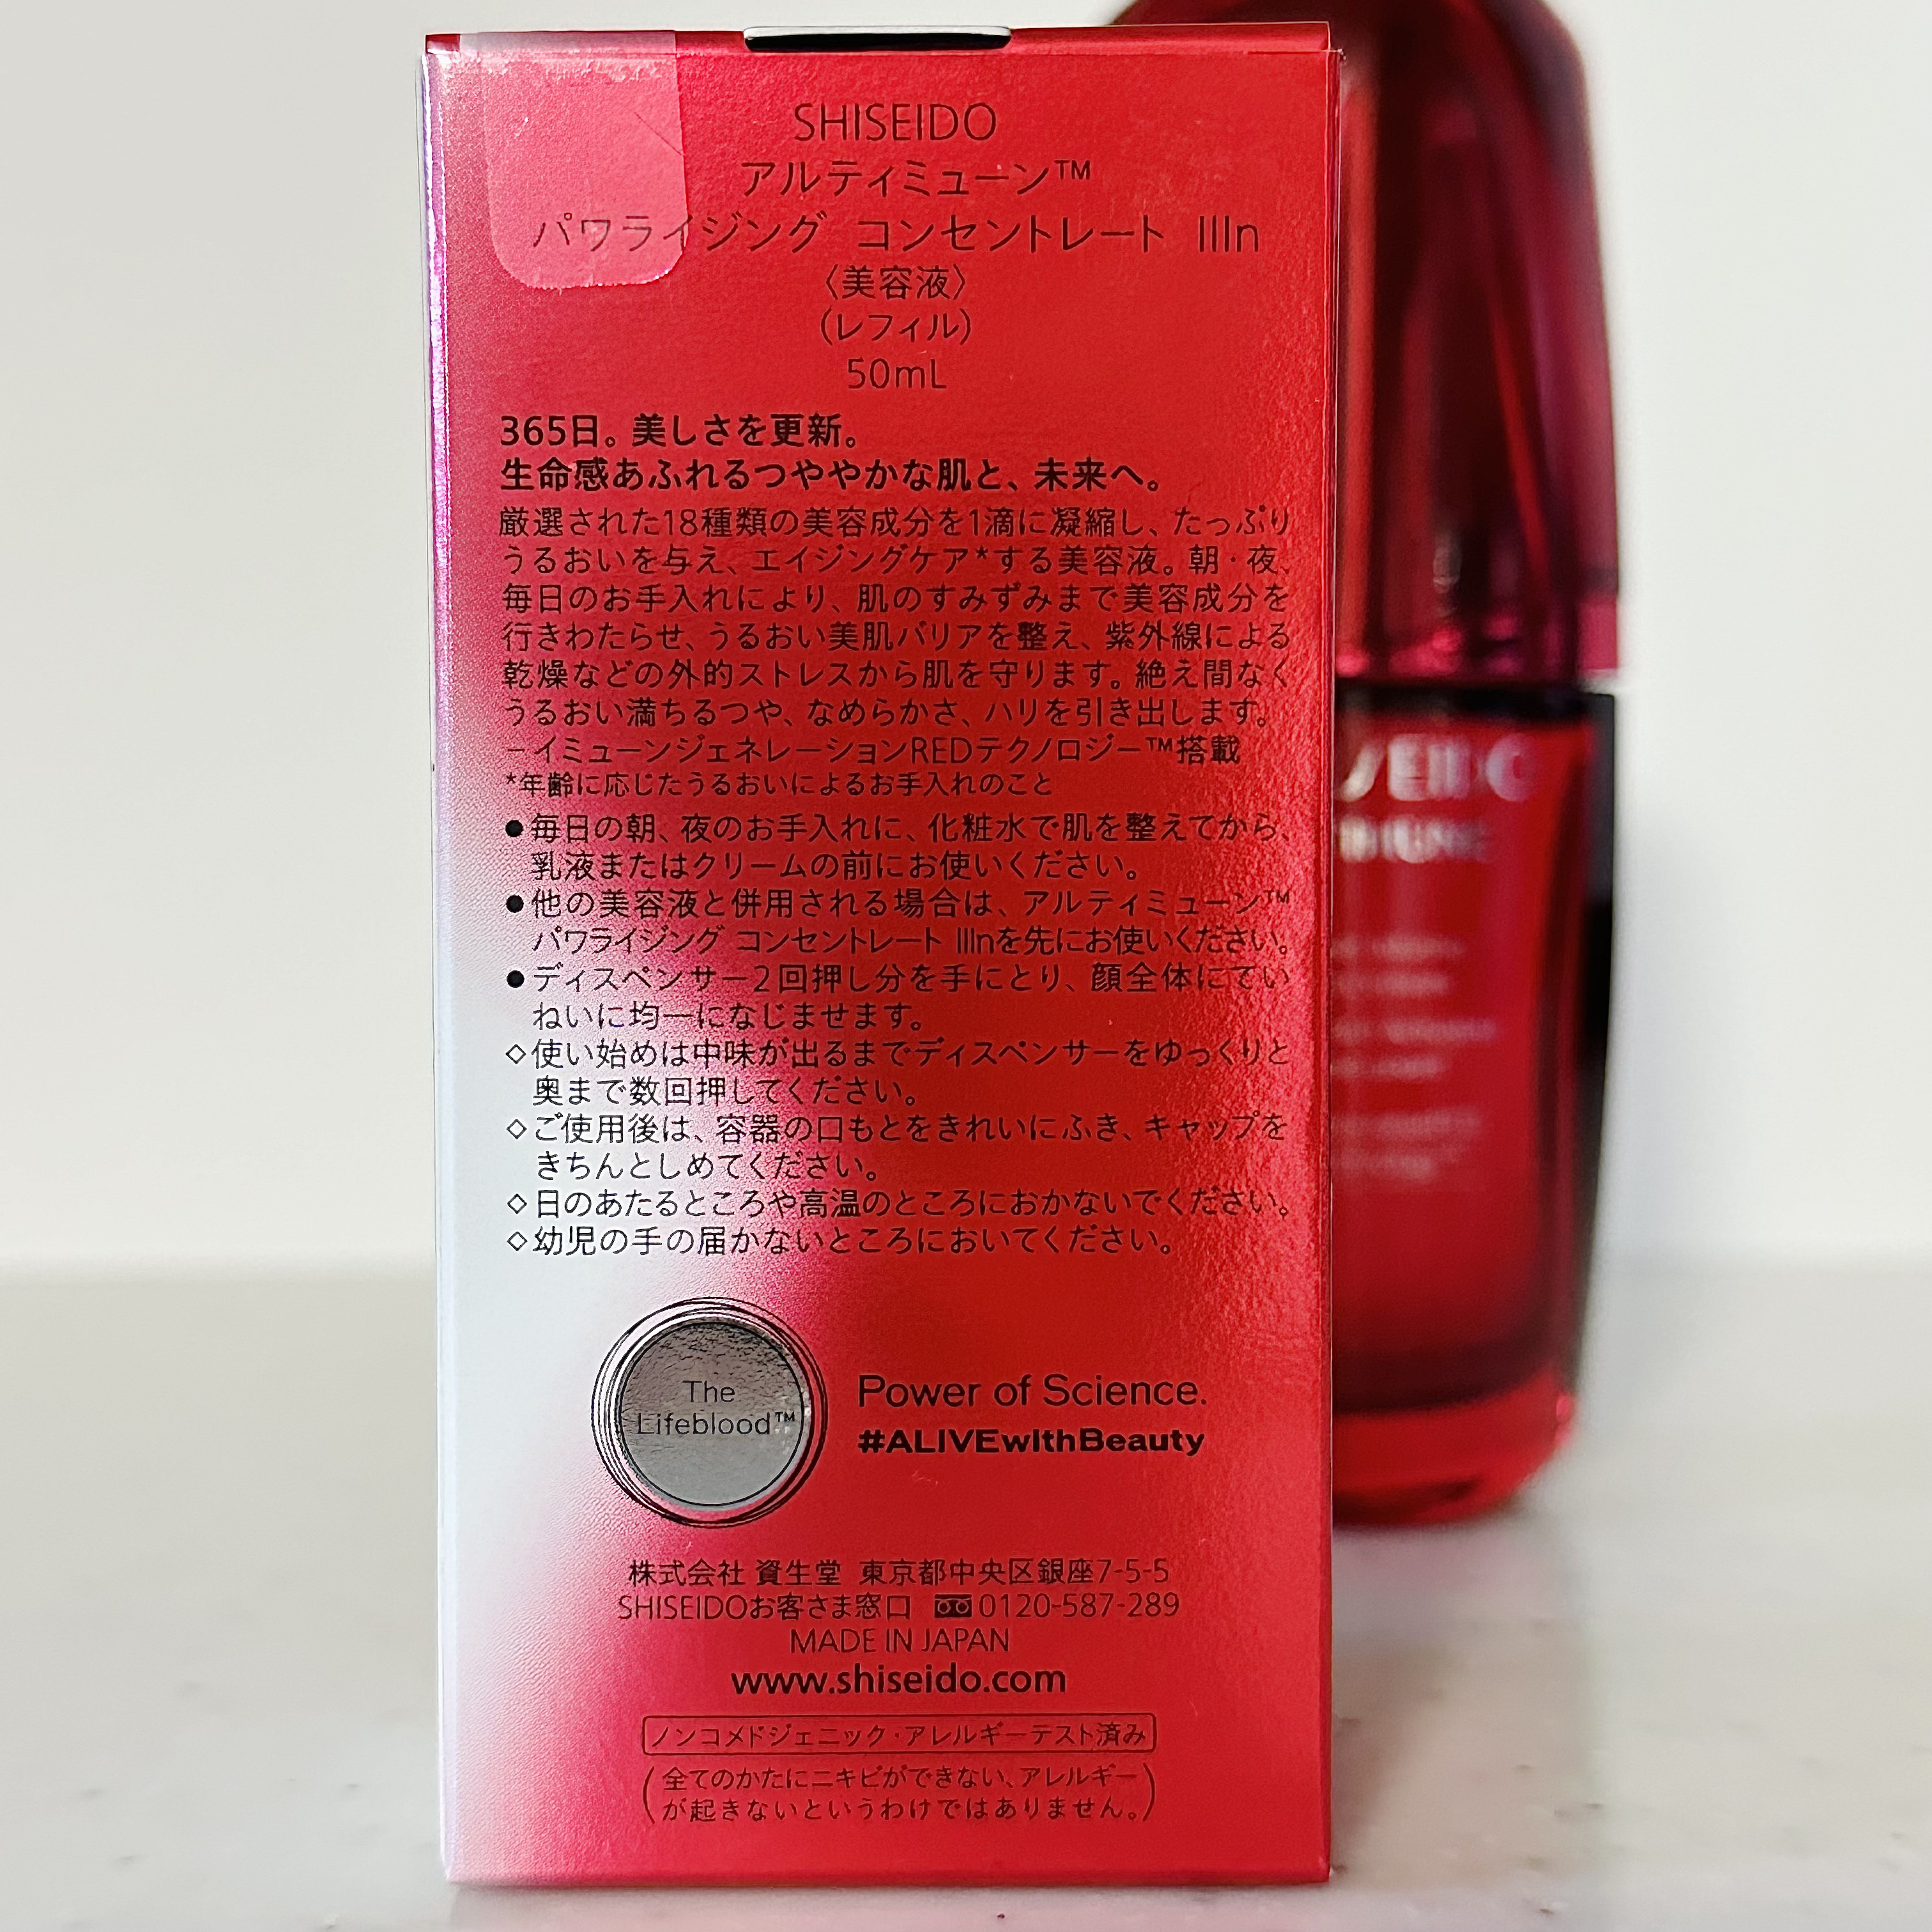 SHISEIDO
アルティミューン™
パワライジング コンセントレート IIIn
〈美容液〉
(レフィル)
50mL
365日。美しさを更新。
生命感あふれるつややかな肌と、未来へ。
厳選された18種類の美容成分を1滴に凝縮し、たっぷり
うるおいを与え、エイジングケア*する美容液。朝・夜、
毎日のお手入れにより、肌のすみずみまで美容成分を
行きわたらせ、うるおい美肌バリアを整え、紫外線による
乾燥などの外的ストレスから肌を守ります。絶え間なく
うるおい満ちるつや、なめらかさ、ハリを引き出します。
－イミューンジェネレーションREDテクノロジー™搭載
*年齢に応じたうるおいによるお手入れのこと
●毎日の朝、夜のお手入れに、化粧水で肌を整えてから、
乳液またはクリームの前にお使いください。
●他の美容液と併用される場合は、アルティミューン™
パワライジング コンセントレート IIInを先にお使いください。
●ディスペンサー2回押し分を手にとり、顔全体にてい
ねいに均一になじませます。
◇使い始めは中味が出るまでディスペンサーをゆっくりと
奥まで数回押してください。
◇ご使用後は、容器の口もとをきれいにふき、キャップを
きちんとしめてください。
◇日のあたるところや高温のところにおかないでください。
◇幼児の手の届かないところにおいてください。
The
Lifeblood™
Power of Science.
#ALIVEwithBeauty
株式会社 資生堂 東京都中央区銀座7-5-5
SHISEIDOお客さま窓口 0120-587-289
MADE IN JAPAN
www.shiseido.com
ノンコメドジェニック・アレルギーテスト済み
(全てのかたにニキビができない、アレルギー
が起きないというわけではありません。)